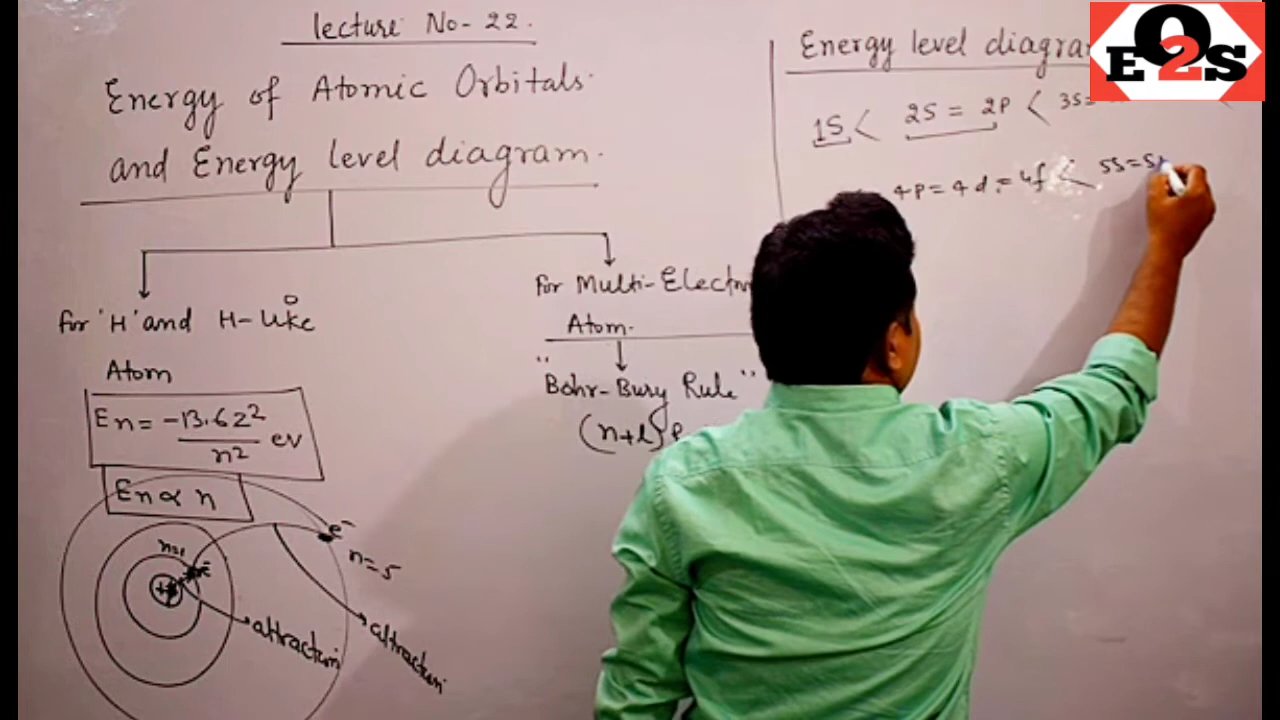 lecture No-22.
Energy of Atomic Orbitals
and Energy level diagram.
for 'H' and H-like
Atom
En = -13.6Z²/n² ev
En ∝ n
n=1
e⁻
+
e⁻
n=5
attraction
attraction
for Multi-Electro
Atom.
"Bohr-Bury Rule"
(n+l)
Energy level diagra
1S < 2S = 2P < 3S=
4P = 4d = 4f < 5S=5
EO2S